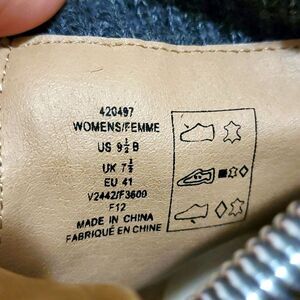 420497
WOMENS/FEMME
US 9½ B
UK 7½
EU 41
V2442/F3600
F12
MADE IN CHINA
FABRIQUÉ EN CHINE